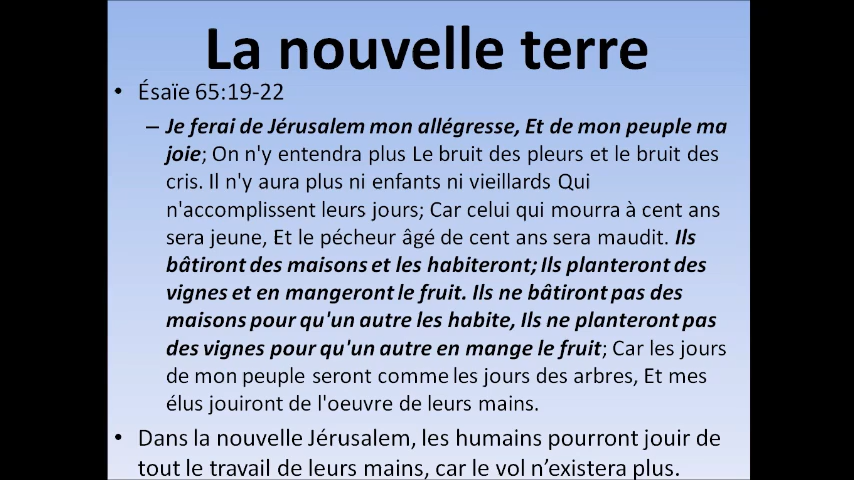 La nouvelle terre
• Ésaïe 65:19-22
– Je ferai de Jérusalem mon allégresse, Et de mon peuple ma
joie; On n'y entendra plus Le bruit des pleurs et le bruit des
cris. Il n'y aura plus ni enfants ni vieillards Qui
n'accomplissent leurs jours; Car celui qui mourra à cent ans
sera jeune, Et le pécheur âgé de cent ans sera maudit. Ils
bâtiront des maisons et les habiteront; Ils planteront des
vignes et en mangeront le fruit. Ils ne bâtiront pas des
maisons pour qu'un autre les habite, Ils ne planteront pas
des vignes pour qu'un autre en mange le fruit; Car les jours
de mon peuple seront comme les jours des arbres, Et mes
élus jouiront de l'oeuvre de leurs mains.
• Dans la nouvelle Jérusalem, les humains pourront jouir de
tout le travail de leurs mains, car le vol n’existera plus.